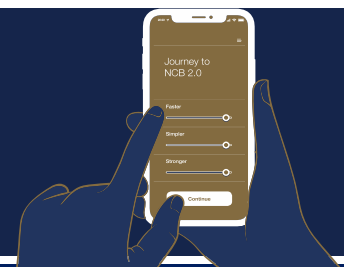 Journey to
NCB 2.0
Faster
Simpler
Stronger
Continue